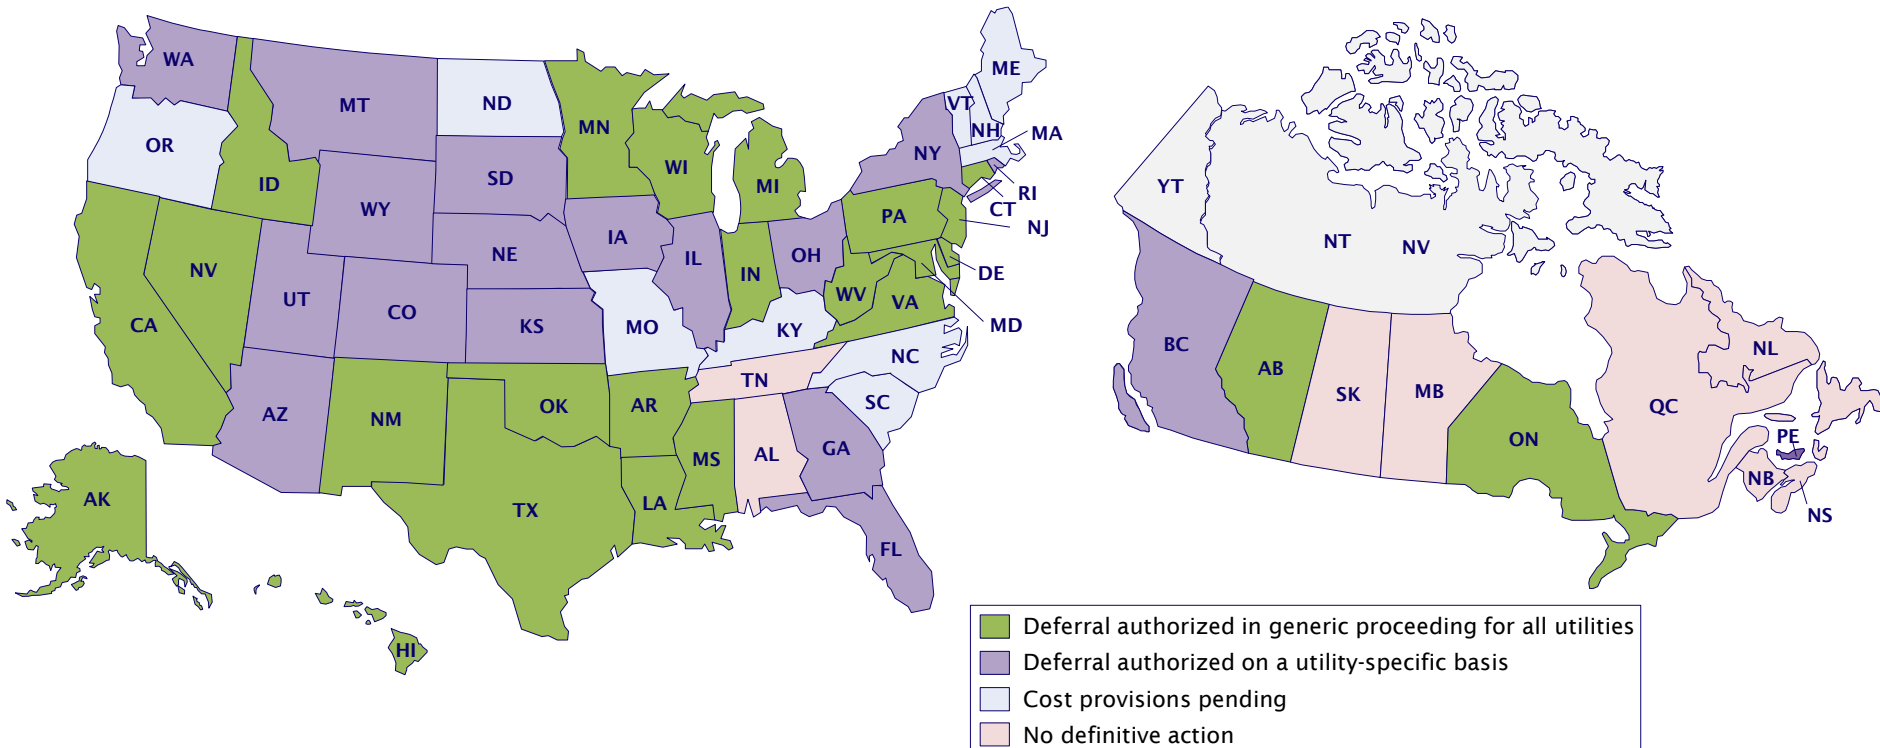 WA
MT
ND
MN
OR
ID
WY
SD
WI
MI
NY
VT
NH
ME
MA
RI
CT
NJ
PA
NV
UT
CO
NE
IA
IL
IN
OH
WV
VA
DE
MD
CA
KS
MO
KY
NC
TN
SC
AZ
NM
OK
AR
MS
AL
GA
TX
LA
FL
AK
HI
YT
NT
NV
BC
AB
SK
MB
ON
QC
NL
PE
NB
NS
Deferral authorized in generic proceeding for all utilities
Deferral authorized on a utility-specific basis
Cost provisions pending
No definitive action